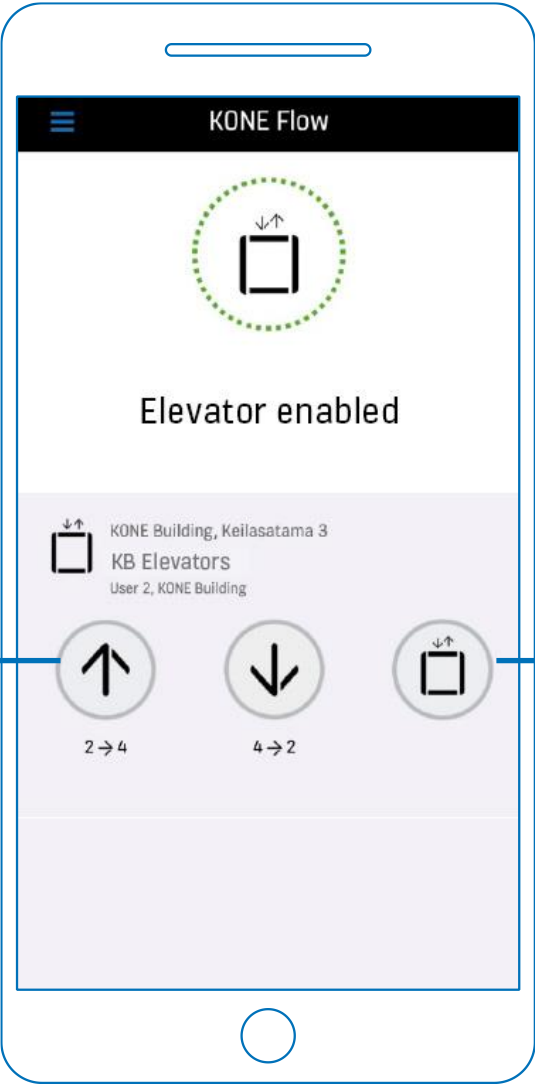 KONE Flow
Elevator enabled
KONE Building, Keilasatama 3
KB Elevators
User 2, KONE Building
2→4
4→2